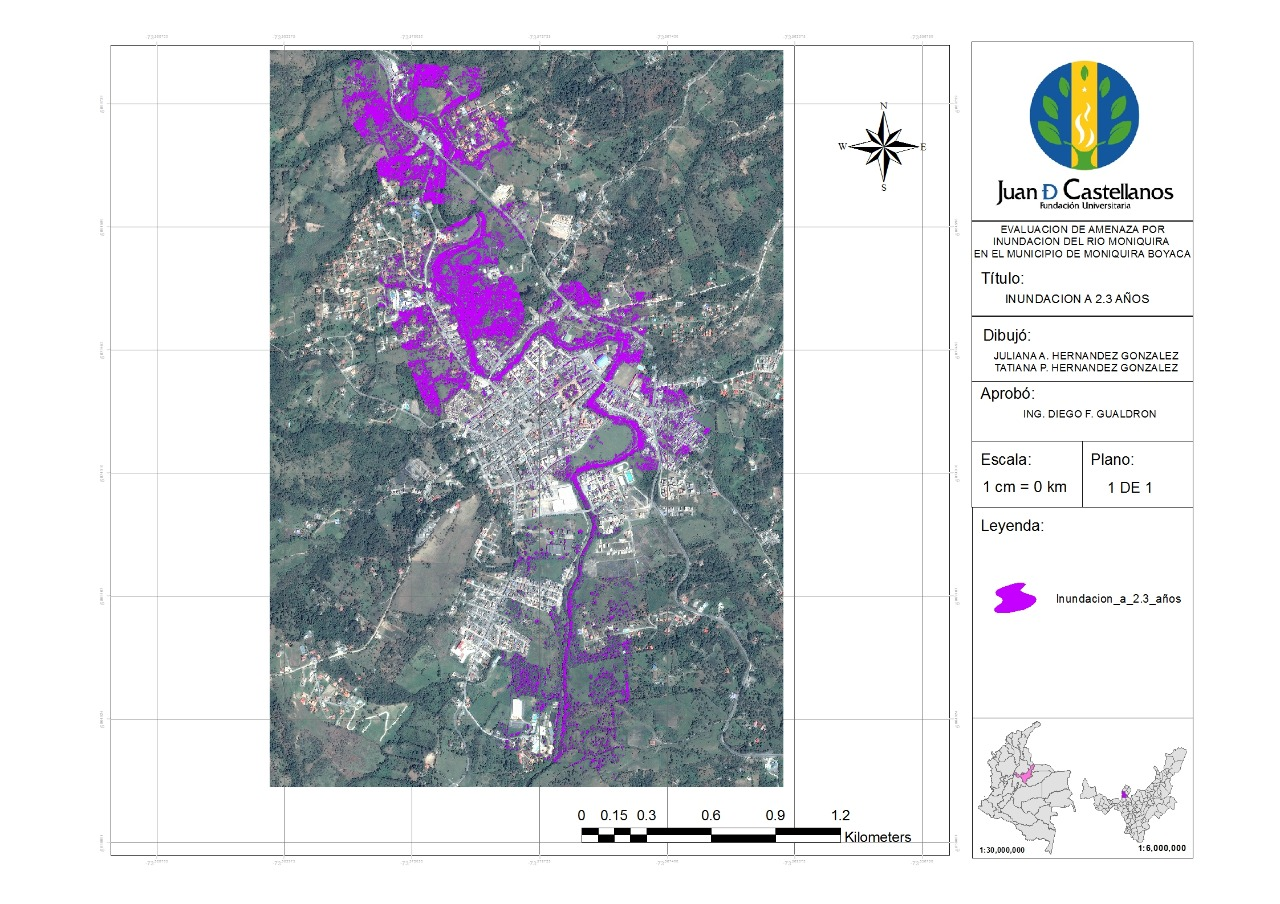 N
W
E
S
Juan D Castellanos
Fundación Universitaria
EVALUACION DE AMENAZA POR
INUNDACION DEL RIO MONIQUIRA
EN EL MUNICIPIO DE MONIQUIRA BOYACA
Título:
INUNDACION A 2.3 AÑOS
Dibujó:
JULIANA A. HERNANDEZ GONZALEZ
TATIANA P. HERNANDEZ GONZALEZ
Aprobó:
ING. DIEGO F. GUALDRON
Escala:
1 cm = 0 km
Plano:
1 DE 1
Leyenda:
Inundacion_a_2.3_años
0 0.15 0.3 0.6 0.9 1.2
Kilometers
1:30,000,000
1:6,000,000